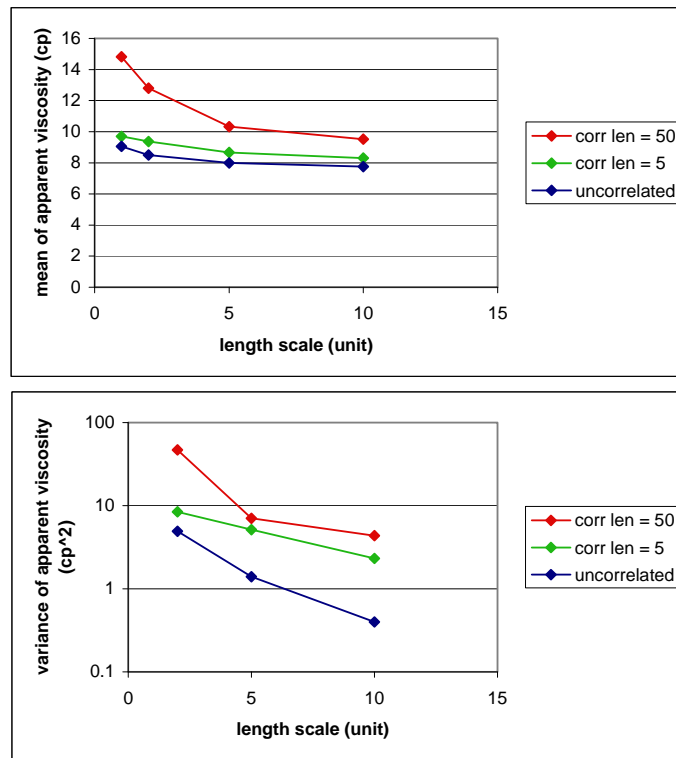 mean of apparent viscosity (cp)
16
14
12
10
8
6
4
2
0
0 5 10 15
length scale (unit)
corr len = 50
corr len = 5
uncorrelated
variance of apparent viscosity
(cp^2)
100
10
1
0.1
0 5 10 15
length scale (unit)
corr len = 50
corr len = 5
uncorrelated